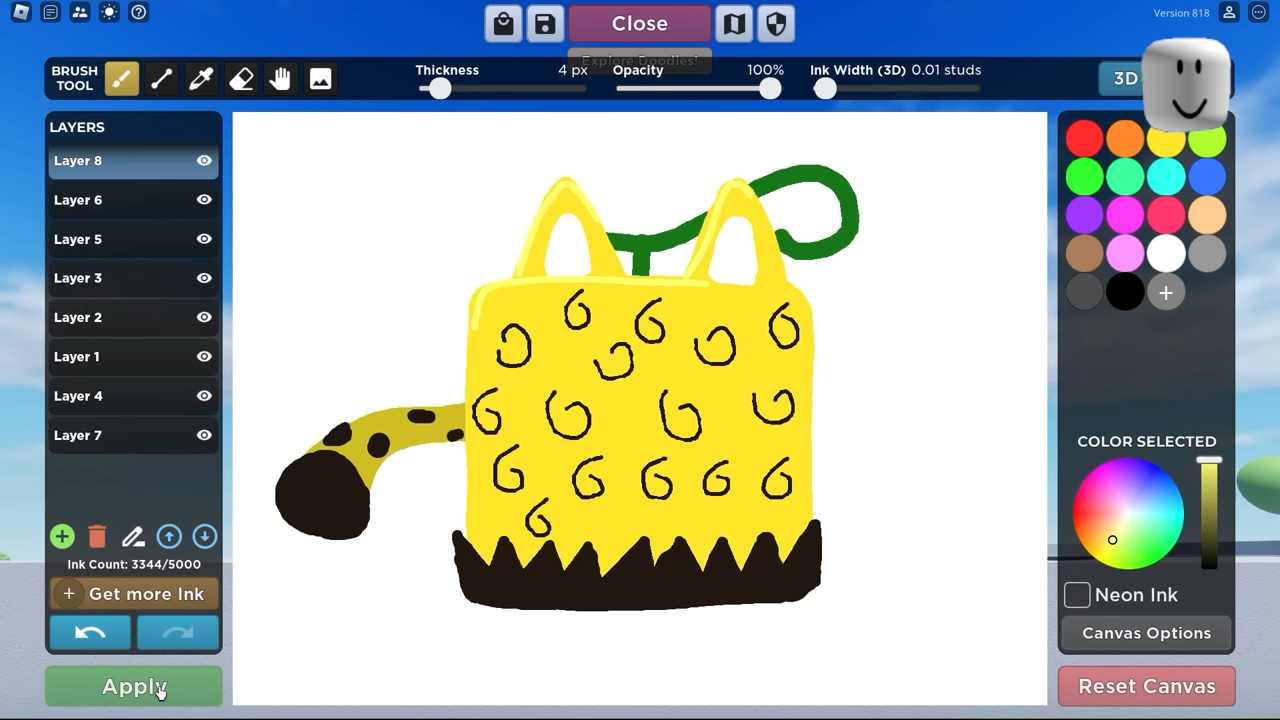 Version 818
Close
Explore Doodles!
BRUSH
TOOL
Thickness
4 px
Opacity
100%
Ink Width (3D)
0.01 studs
3D
LAYERS
Layer 8
Layer 6
Layer 5
Layer 3
Layer 2
Layer 1
Layer 4
Layer 7
Ink Count: 3344/5000
+ Get more Ink
Apply
COLOR SELECTED
Neon Ink
Canvas Options
Reset Canvas